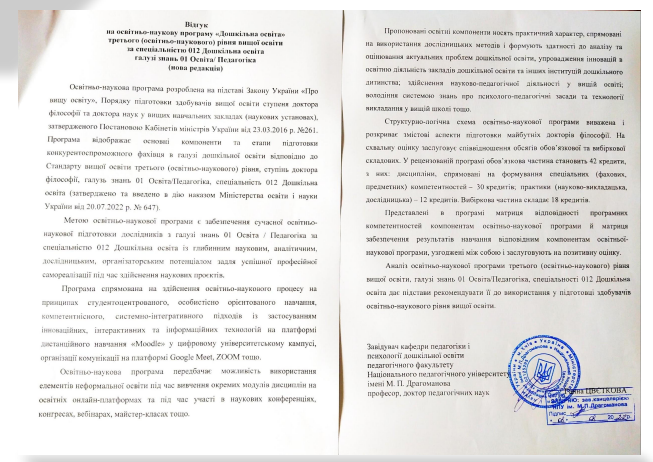 Відгук
на освітньо-наукову програму «Дошкільна освіта»
третього (освітньо-наукового) рівня вищої освіти
за спеціальністю 012 Дошкільна освіта
галузі знань 01 Освіта/ Педагогіка
(нова редакція)
Освітньо-наукова програма розроблена на підставі Закону України «Про
вищу освіту», Порядку підготовки здобувачів вищої освіти ступеня доктора
філософії та доктора наук у вищих навчальних закладах (наукових установах),
затвердженого Постановою Кабінетів міністрів України від 23.03.2016 р. №261.
Програма відображає основні компоненти та етапи підготовки
конкурентоспроможного фахівців в галузі дошкільної освіти відповідно до
Стандарту вищої освіти третього (освітньо-наукового) рівня, ступінь доктора
філософії, галузь знань 01 Освіта/Педагогіка, спеціальність 012 Дошкільна
освіта (затверджено та введено в дію наказом Міністерства освіти і науки
України від 20.07.2022 р. № 647).
Метою освітньо-наукової програми є забезпечення сучасної освітньо-
наукової підготовки дослідників з галузі знань 01 Освіта / Педагогіка за
спеціальністю 012 Дошкільна освіта із глибинним науковим, аналітичним,
дослідницьким, організаторським потенціалом задля успішної професійної
самореалізації під час здійснення наукових проєктів.
Програма спрямована на здійснення освітньо-наукового процесу на
принципах студентоцентрованого, особистісно орієнтованого навчання,
компетентнісного, системно-інтегративного підходів із застосуванням
інноваційних, інтерактивних та інформаційних технологій на платформі
дистанційного навчання «Moodle» у цифровому університетському кампусі,
організації комунікації на платформі Google Meet, ZOOM тощо.
Освітньо-наукова програма передбачає можливість використання
елементів неформальної освіти під час вивчення окремих модулів дисциплін на
освітніх онлайн-платформах та під час участі в наукових конференціях,
конгресах, вебінарах, майстер-класах тощо.
Пропоновані освітні компоненти носять практичний характер, спрямовані
на використання дослідницьких методів і формують здатності до аналізу та
оцінювання актуальних проблем дошкільної освіти, упровадження інновацій в
освітню діяльність закладів дошкільної освіти та інших інституцій дошкільного
дитинства; здійснення науково-педагогічної діяльності у вищій освіті;
володіння системою знань про психолого-педагогічні засади та технології
викладання у вищій школі тощо.
Структурно-логічна схема освітньо-наукової програми виважена і
розкриває змістові аспекти підготовки майбутніх докторів філософії. На
схвальну оцінку заслуговує співвідношення обсягів обов’язкової та вибіркової
складових. У рецензованій програмі обов’язкова частина становить 42 кредити,
з них: дисципліни, спрямовані на формування спеціальних (фахових,
предметних) компетентностей – 30 кредитів; практики (науково-викладацька,
дослідницька) – 12 кредитів. Вибіркова частина складає 18 кредитів.
Представлені в програмі матриця відповідності програмних
компетентностей компонентам освітньо-наукової програми й матриця
забезпечення результатів навчання відповідним компонентам освітньої-
наукової програми, узгоджені між собою і заслуговують на позитивну оцінку.
Аналіз освітньо-наукової програми третього (освітньо-наукового) рівня
вищої освіти, галузі знань 01 Освіта/Педагогіка, спеціальності 012 Дошкільна
освіта дає підстави рекомендувати її до використання у підготовці здобувачів
освітньо-наукового рівня вищої освіти.
Завідувач кафедри педагогіки і
психології дошкільної освіти
педагогічного факультету
Національного педагогічного університету
імені М. П. Драгоманова
професор, доктор педагогічних наук
ЦВЄТКОВА
зав.канцелярією
НПУ ім. М.П.Драгоманова
Підпис